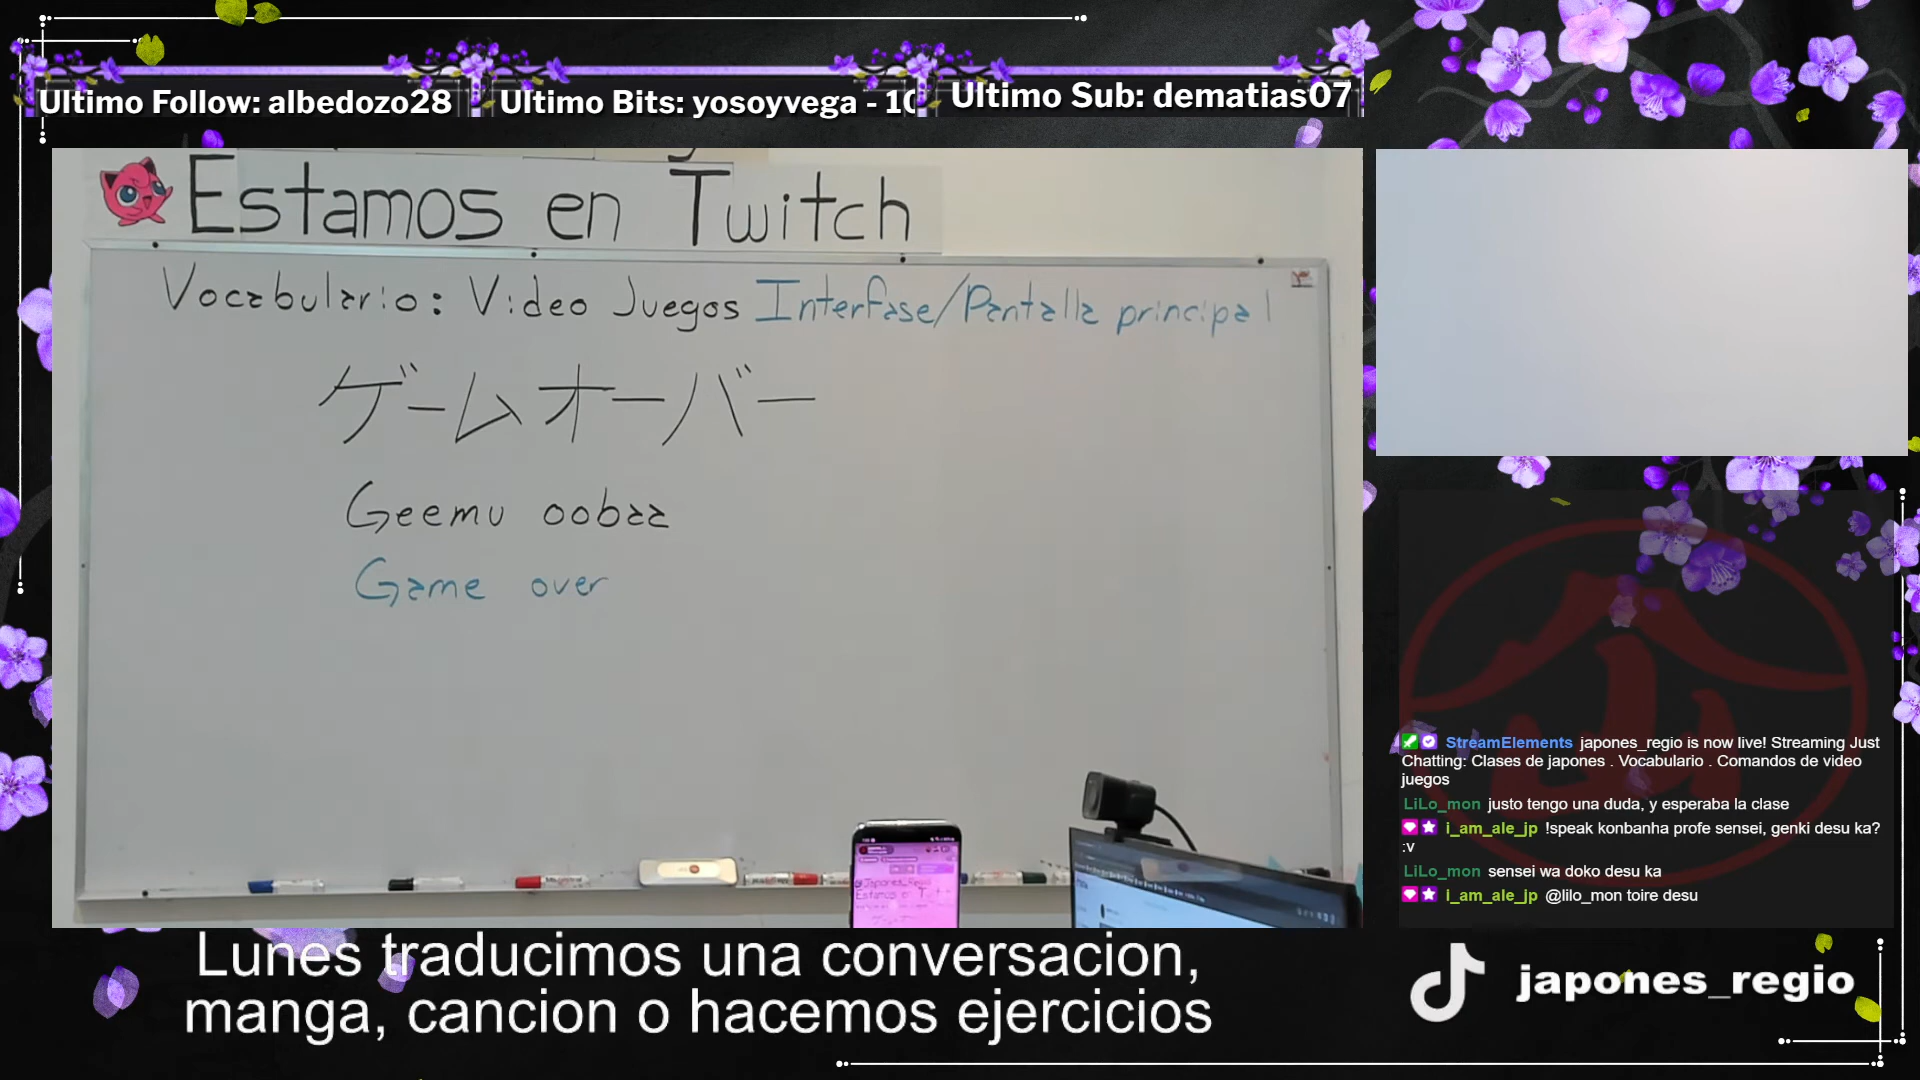 Ultimo Follow: albedozo28
Ultimo Bits: yosoyvega - 10
Ultimo Sub: dematias07
Estamos en Twitch
Vocabulario: Video Juegos Interfase/Pantalla principal
ゲームオーバー
Geemu oobaa
Game over
山
StreamElements japones_regio is now live! Streaming Just
Chatting: Clases de japones . Vocabulario . Comandos de video
juegos
LiLo_mon justo tengo una duda, y esperaba la clase
i_am_ale_jp !speak konbanha profe sensei, genki desu ka?
:v
LiLo_mon sensei wa doko desu ka
i_am_ale_jp @lilo_mon toire desu
Lunes traducimos una conversacion,
manga, cancion o hacemos ejercicios
japones_regio